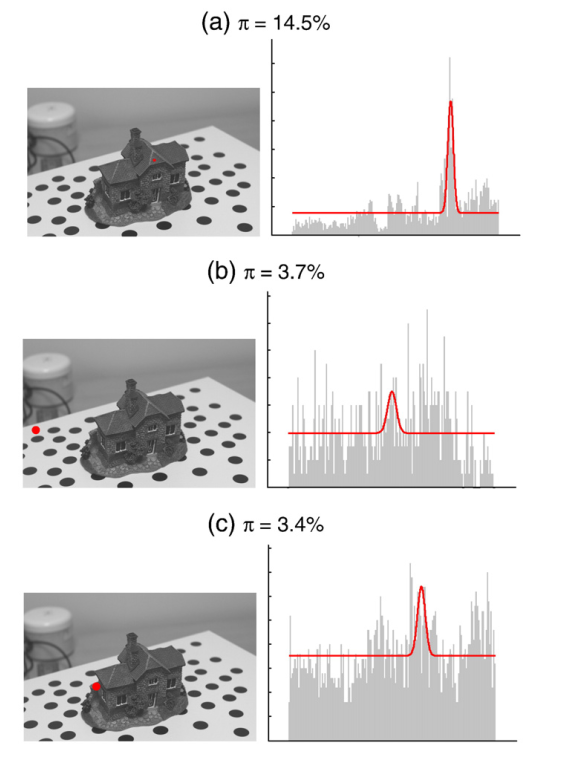 (a) π = 14.5%
(b) π = 3.7%
(c) π = 3.4%